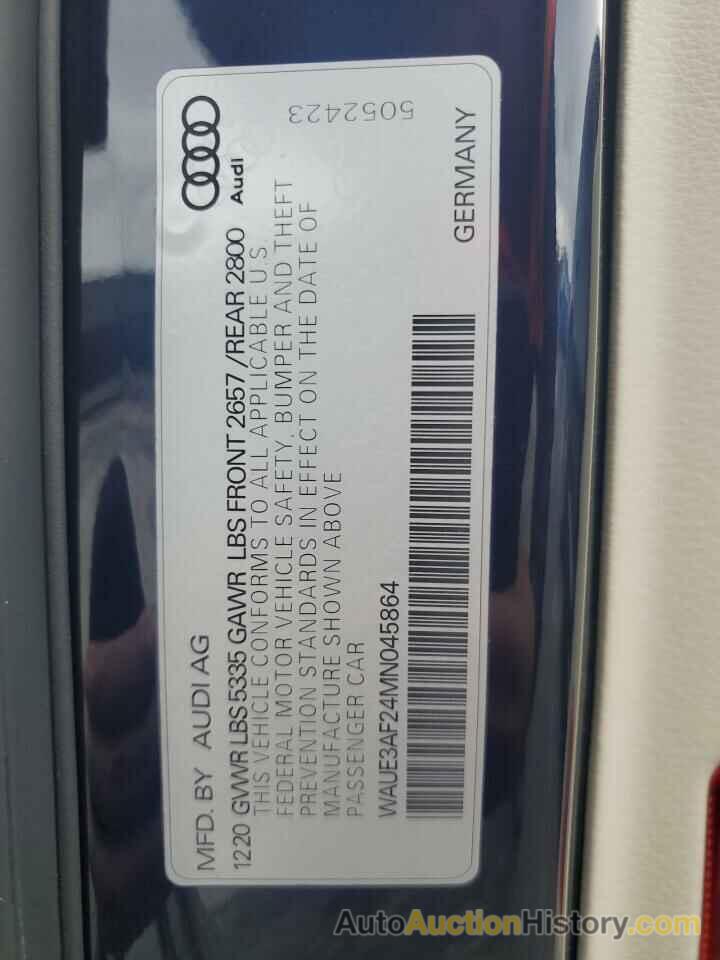 MFD. BY AUDI AG
1220 GVWR LBS 5335 GAWR LBS FRONT 2657 / REAR 2800
Audi
THIS VEHICLE CONFORMS TO ALL APPLICABLE U.S.
FEDERAL MOTOR VEHICLE SAFETY, BUMPER AND THEFT
PREVENTION STANDARDS IN EFFECT ON THE DATE OF
MANUFACTURE SHOWN ABOVE
PASSENGER CAR
5052423
WAUE3AF24MN045864
GERMANY
AutoAuctionHistory.com